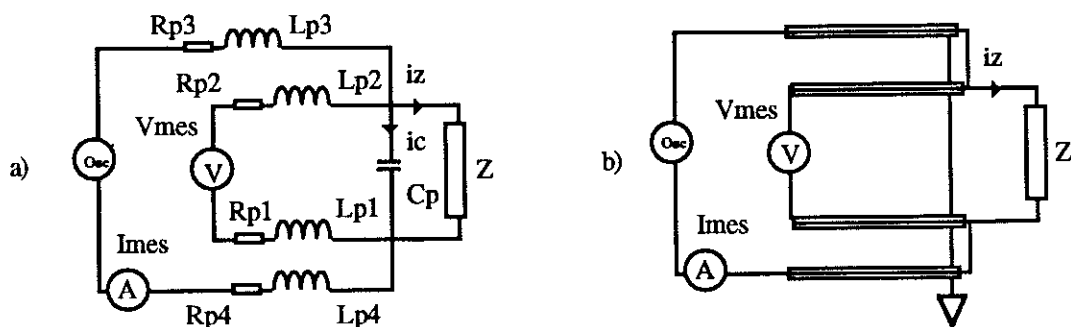 a)
Rp3 Lp3
Rp2 Lp2 iz
Vmes ic
Osc V Cp Z
Rp1 Lp1
Imes
A
Rp4 Lp4
b)
iz
Vmes
Osc V Z
Imes
A